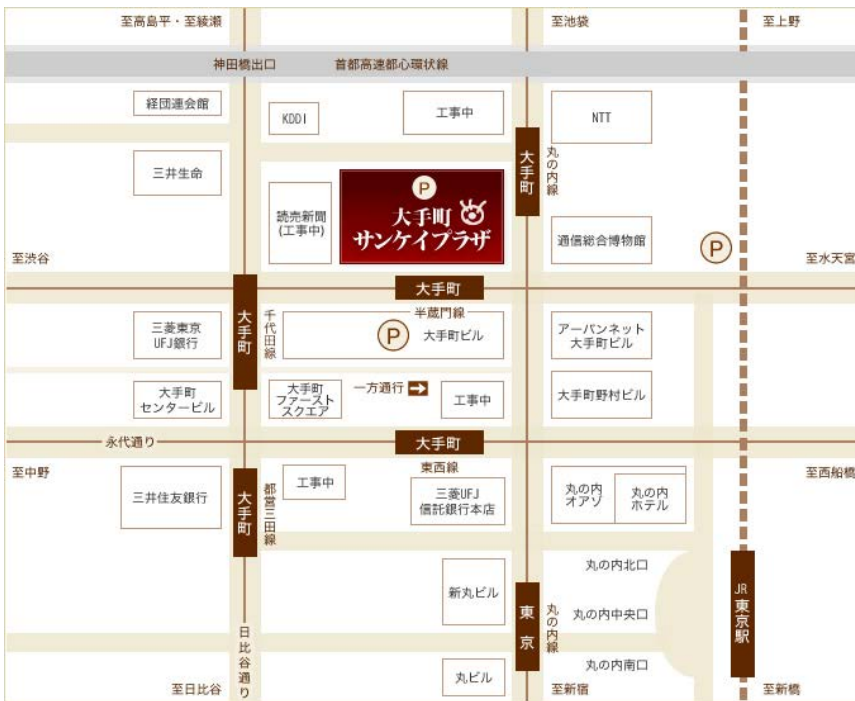 至高島平・至綾瀬
至池袋
至上野
神田橋出口
首都高速都心環状線
経団連会館
KDDI
工事中
NTT
三井生命
大手町
丸の内線
P
大手町
サンケイプラザ
読売新聞
(工事中)
通信総合博物館
P
至渋谷
至水天宮
大手町
大手町
千代田線
半蔵門線
三菱東京
UFJ銀行
P
大手町ビル
アーバンネット
大手町ビル
大手町
センタービル
大手町
ファースト
スクエア
一方通行
工事中
大手町野村ビル
永代通り
大手町
至中野
東西線
至西船橋
三井住友銀行
大手町
都営三田線
工事中
三菱UFJ
信託銀行本店
丸の内
オアゾ
丸の内
ホテル
新丸ビル
丸の内北口
東京
丸の内線
丸の内中央口
JR東京駅
日比谷通り
丸ビル
丸の内南口
至日比谷
至新宿
至新橋